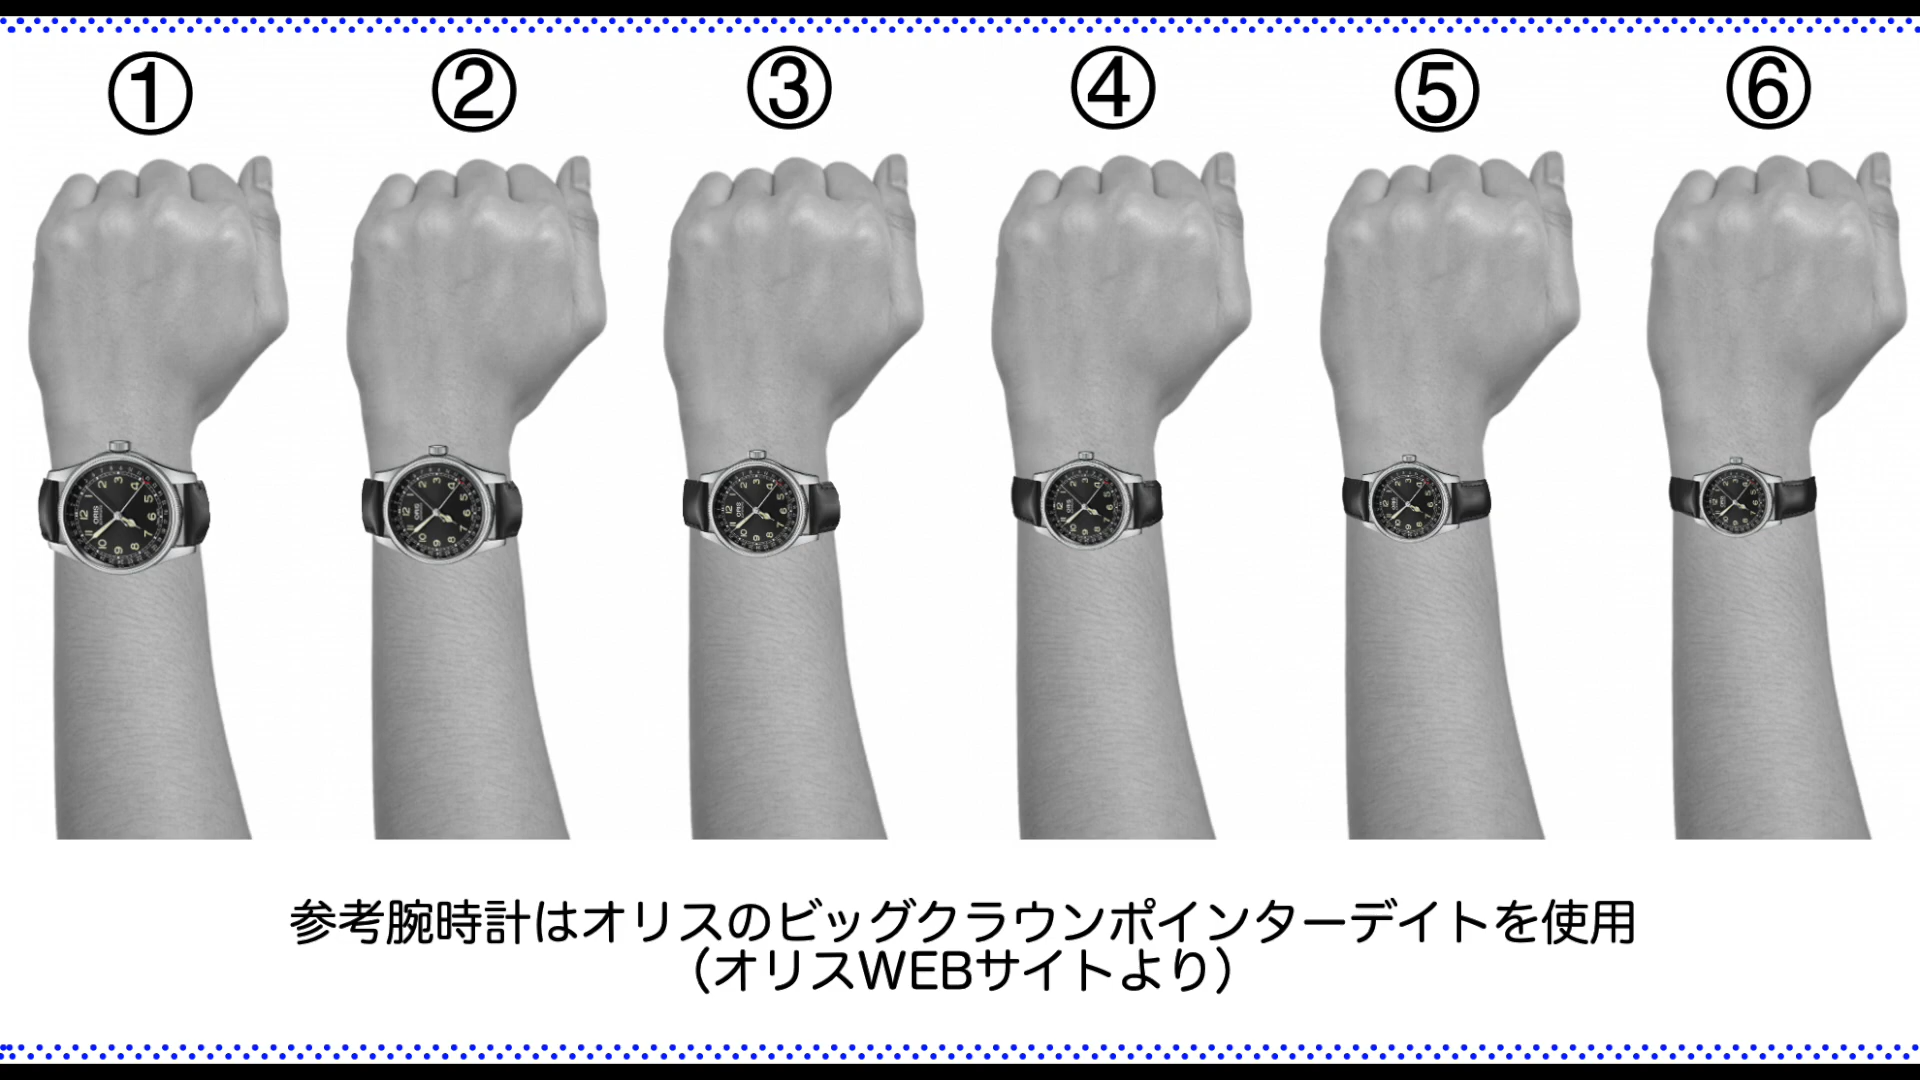 ① ② ③ ④ ⑤ ⑥
参考腕時計はオリスのビッグクラウンポインターデイトを使用
（オリスWEBサイトより）